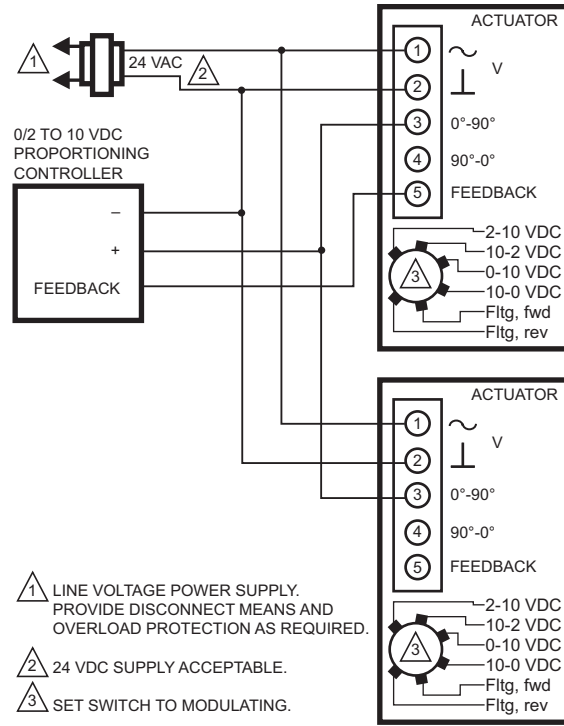 ACTUATOR
1
24 VAC
2
1
V
2
0°-90°
3
0/2 TO 10 VDC
PROPORTIONING
CONTROLLER
90°-0°
4
FEEDBACK
5
–
+
FEEDBACK
2-10 VDC
10-2 VDC
0-10 VDC
10-0 VDC
Fltg, fwd
Fltg, rev
3
ACTUATOR
1
V
2
3
0°-90°
4
90°-0°
5
FEEDBACK
2-10 VDC
10-2 VDC
0-10 VDC
10-0 VDC
Fltg, fwd
Fltg, rev
3
1 LINE VOLTAGE POWER SUPPLY.
PROVIDE DISCONNECT MEANS AND
OVERLOAD PROTECTION AS REQUIRED.
2 24 VDC SUPPLY ACCEPTABLE.
3 SET SWITCH TO MODULATING.